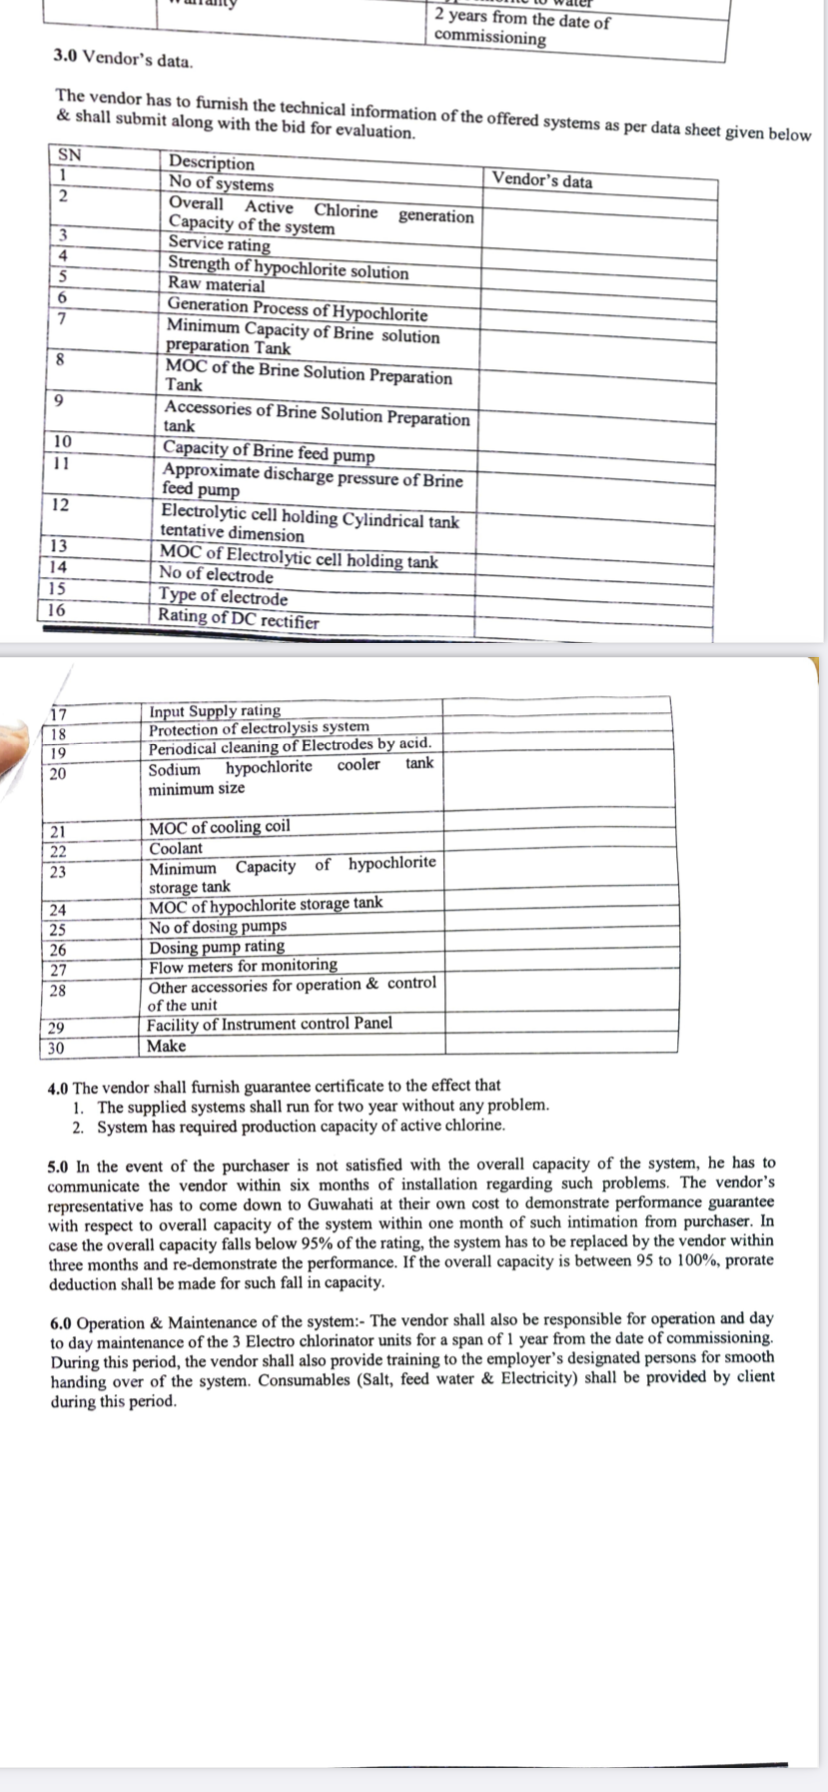 Warranty
2 years from the date of
commissioning
3.0 Vendor's data.
The vendor has to furnish the technical information of the offered systems as per data sheet given below
& shall submit along with the bid for evaluation.
SN Description Vendor's data
1 No of systems
2 Overall Active Chlorine generation
Capacity of the system
3 Service rating
4 Strength of hypochlorite solution
5 Raw material
6 Generation Process of Hypochlorite
7 Minimum Capacity of Brine solution
preparation Tank
8 MOC of the Brine Solution Preparation
Tank
9 Accessories of Brine Solution Preparation
tank
10 Capacity of Brine feed pump
11 Approximate discharge pressure of Brine
feed pump
12 Electrolytic cell holding Cylindrical tank
tentative dimension
13 MOC of Electrolytic cell holding tank
14 No of electrode
15 Type of electrode
16 Rating of DC rectifier
17 Input Supply rating
18 Protection of electrolysis system
19 Periodical cleaning of Electrodes by acid.
20 Sodium hypochlorite cooler tank
minimum size
21 MOC of cooling coil
22 Coolant
23 Minimum Capacity of hypochlorite
storage tank
24 MOC of hypochlorite storage tank
25 No of dosing pumps
26 Dosing pump rating
27 Flow meters for monitoring
28 Other accessories for operation & control
of the unit
29 Facility of Instrument control Panel
30 Make
4.0 The vendor shall furnish guarantee certificate to the effect that
1. The supplied systems shall run for two year without any problem.
2. System has required production capacity of active chlorine.
5.0 In the event of the purchaser is not satisfied with the overall capacity of the system, he has to
communicate the vendor within six months of installation regarding such problems. The vendor's
representative has to come down to Guwahati at their own cost to demonstrate performance guarantee
with respect to overall capacity of the system within one month of such intimation from purchaser. In
case the overall capacity falls below 95% of the rating, the system has to be replaced by the vendor within
three months and re-demonstrate the performance. If the overall capacity is between 95 to 100%, prorate
deduction shall be made for such fall in capacity.
6.0 Operation & Maintenance of the system:- The vendor shall also be responsible for operation and day
to day maintenance of the 3 Electro chlorinator units for a span of 1 year from the date of commissioning.
During this period, the vendor shall also provide training to the employer's designated persons for smooth
handing over of the system. Consumables (Salt, feed water & Electricity) shall be provided by client
during this period.